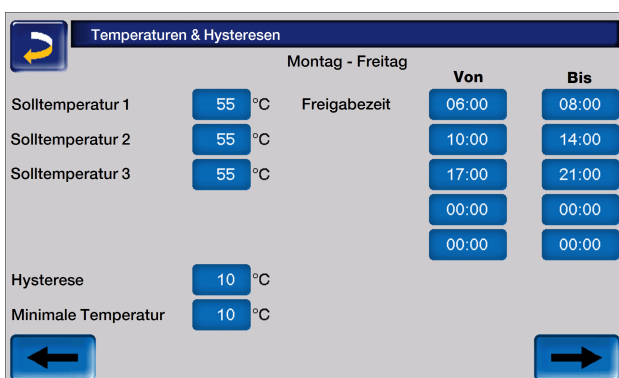 Temperaturen & Hysteresen
Montag - Freitag
Von Bis
Solltemperatur 1 55 °C Freigabezeit 06:00 08:00
Solltemperatur 2 55 °C 10:00 14:00
Solltemperatur 3 55 °C 17:00 21:00
00:00 00:00
00:00 00:00
Hysterese 10 °C
Minimale Temperatur 10 °C